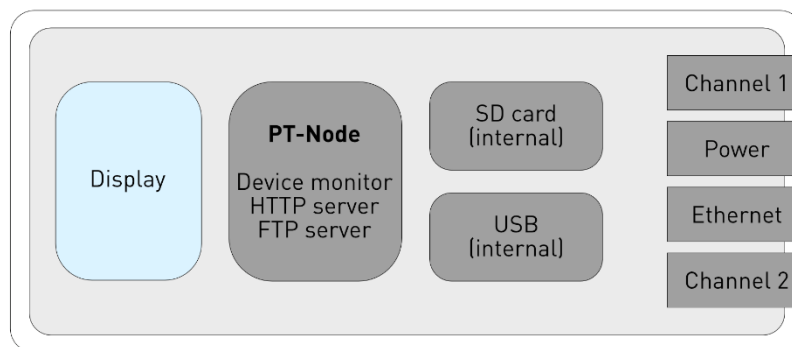 Display
PT-Node
Device monitor
HTTP server
FTP server
SD card
(internal)
USB
(internal)
Channel 1
Power
Ethernet
Channel 2